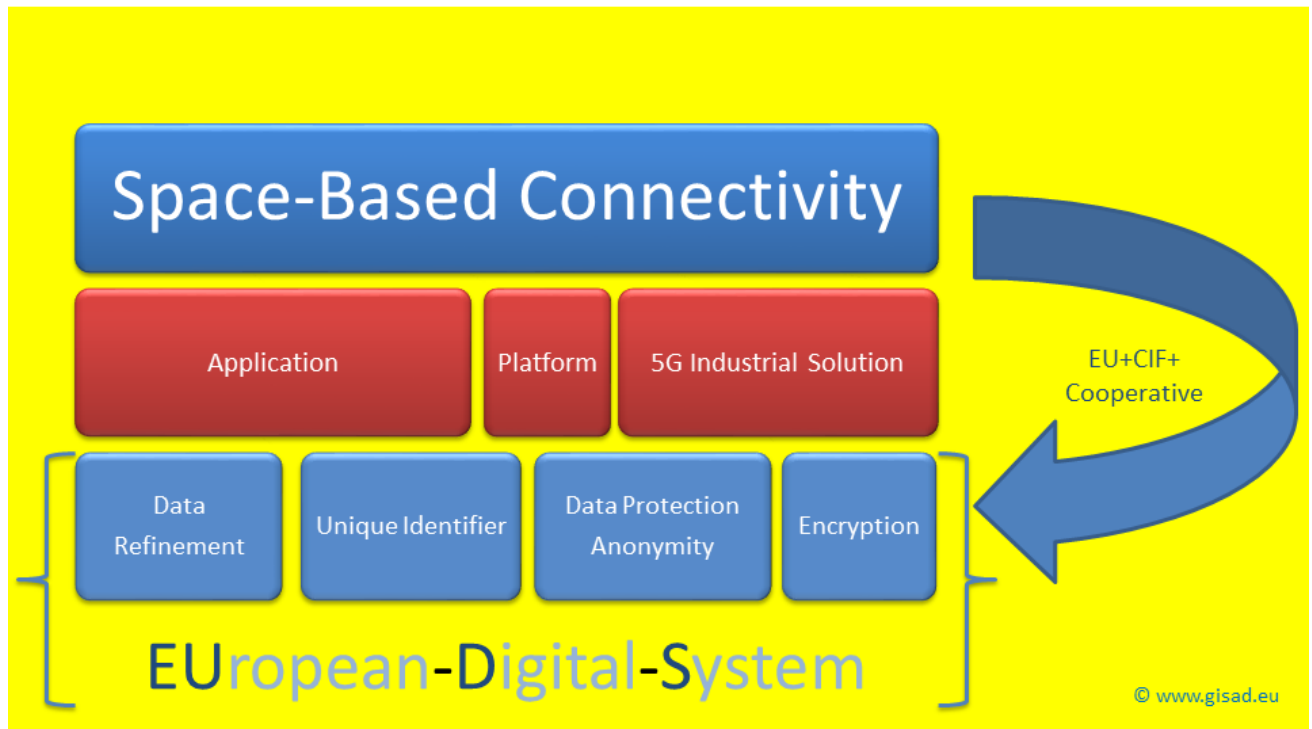 Space-Based Connectivity
Application
Platform
5G Industrial Solution
EU+CIF+
Cooperative
Data
Refinement
Unique Identifier
Data Protection
Anonymity
Encryption
EUropean-Digital-System
© www.gisad.eu